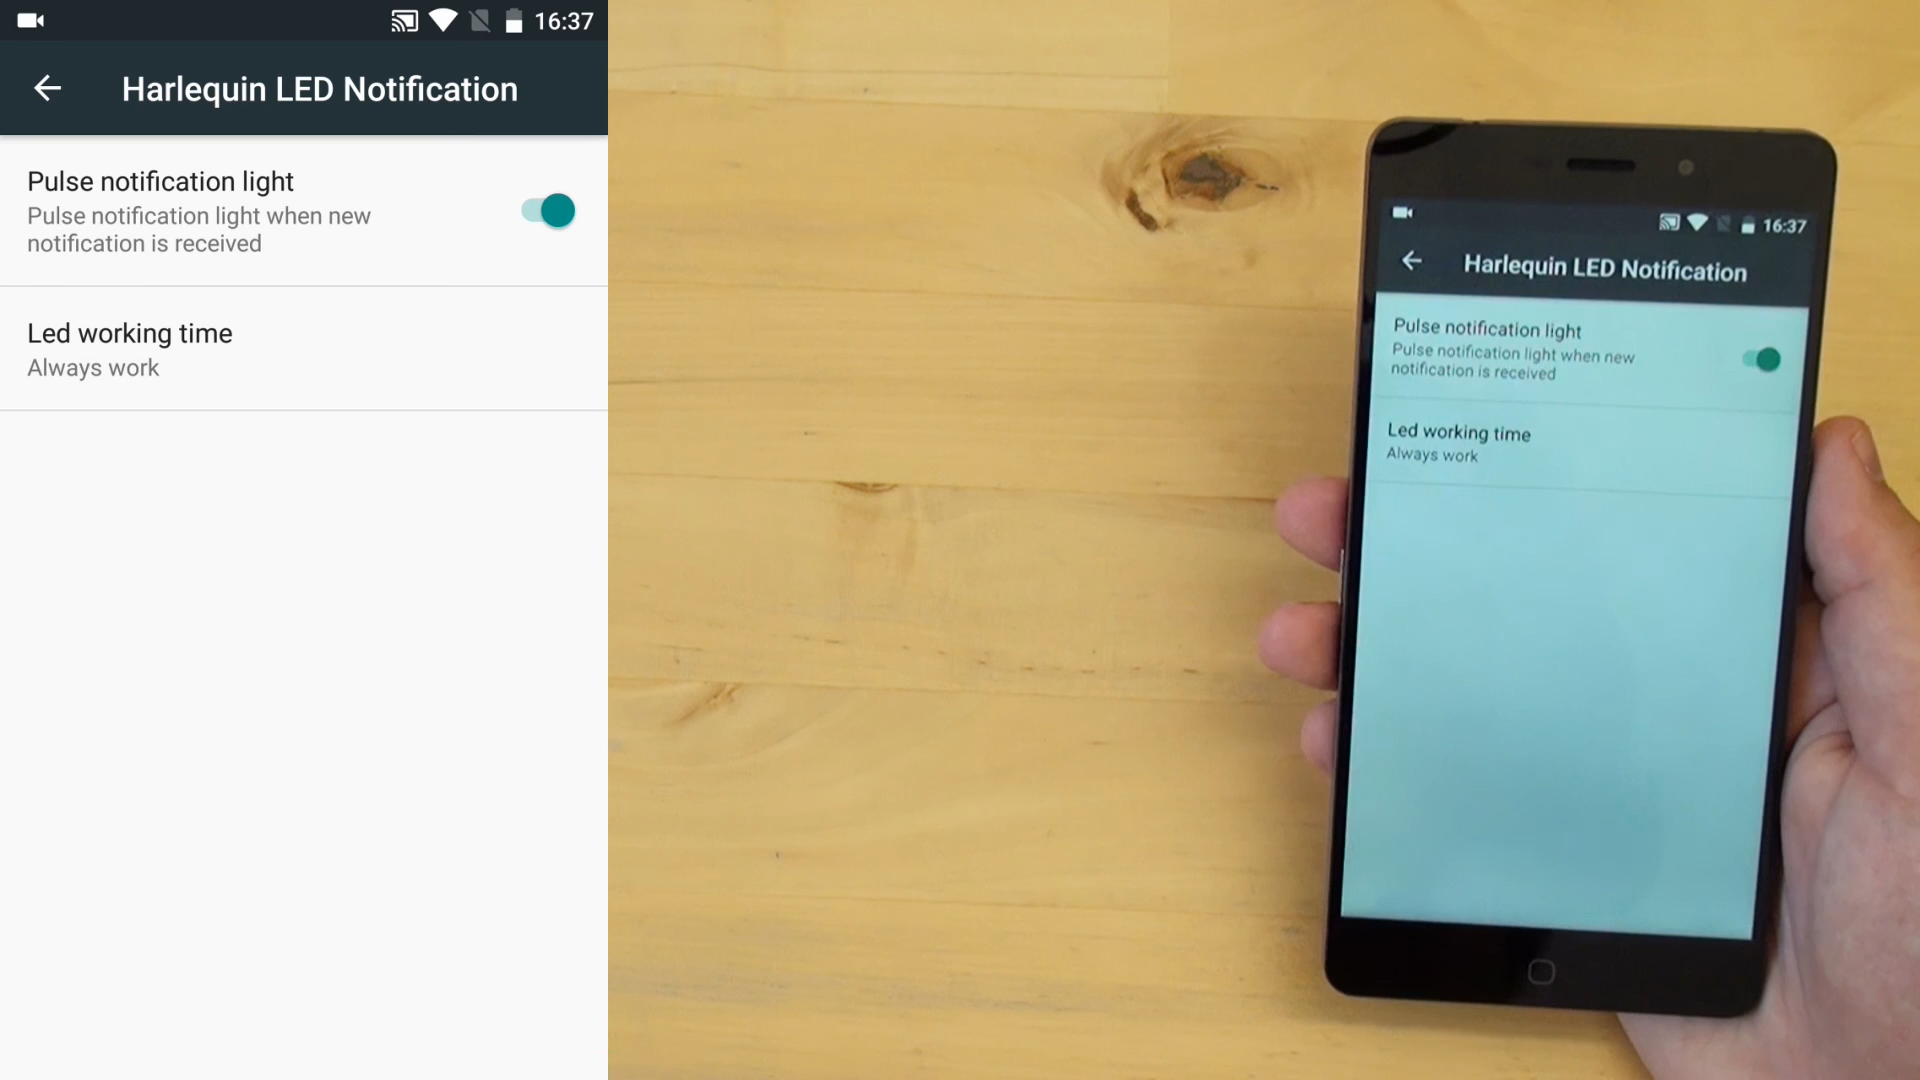 16:37
Harlequin LED Notification
Pulse notification light
Pulse notification light when new
notification is received
Led working time
Always work
16:37
Harlequin LED Notification
Pulse notification light
Pulse notification light when new
notification is received
Led working time
Always work